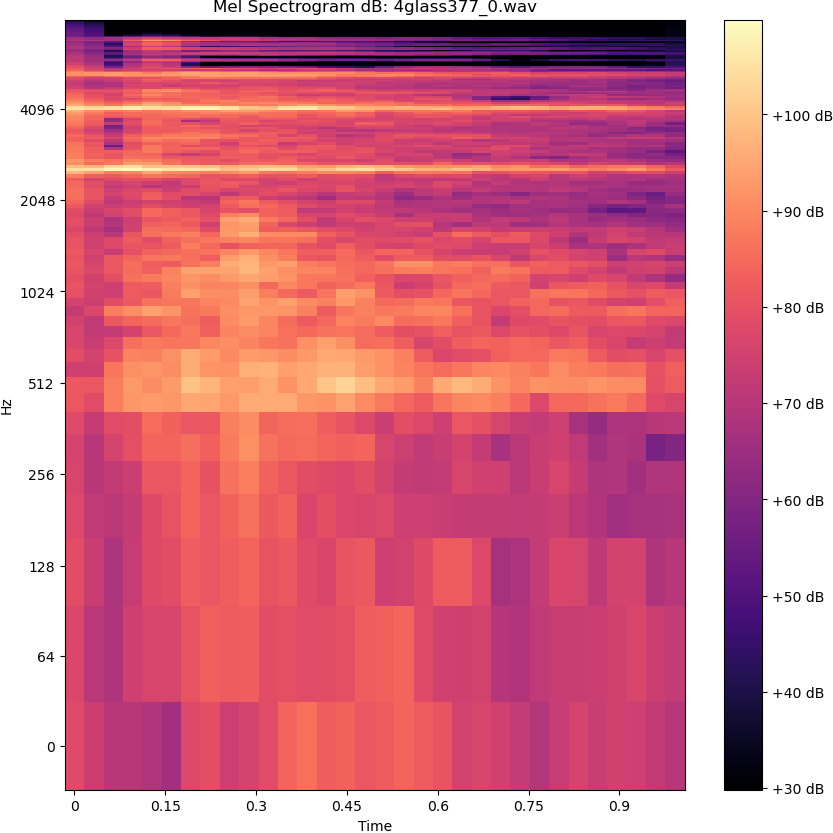 Mel Spectrogram dB: 4glass377_0.wav
Hz
4096
2048
1024
512
256
128
64
0
0 0.15 0.3 0.45 0.6 0.75 0.9
Time
+100 dB
+90 dB
+80 dB
+70 dB
+60 dB
+50 dB
+40 dB
+30 dB